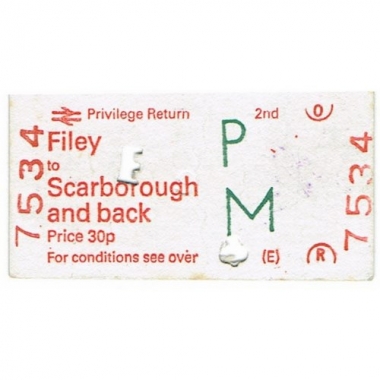 Privilege Return 2nd O
Filey
to
Scarborough
and back
Price 30p
For conditions see over (E) R
7534
7534
P
M
E